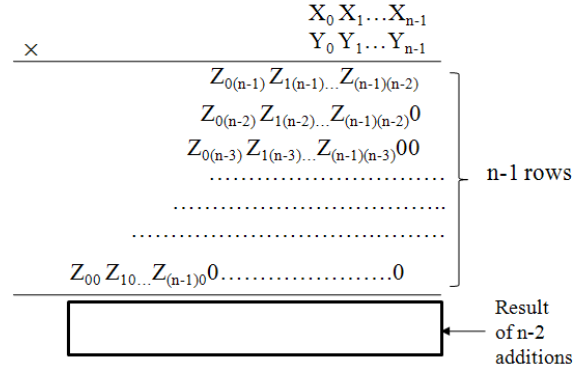 X₀ X₁...Xₙ₋₁
× Y₀ Y₁...Yₙ₋₁
Z₀₍ₙ₋₁₎ Z₁₍ₙ₋₁₎...Z₍ₙ₋₁₎₍ₙ₋₂₎
Z₀₍ₙ₋₂₎ Z₁₍ₙ₋₂₎...Z₍ₙ₋₁₎₍ₙ₋₂₎0
Z₀₍ₙ₋₃₎ Z₁₍ₙ₋₃₎...Z₍ₙ₋₁₎₍ₙ₋₃₎00
n-1 rows
..............................
..................................
.......................................
Z₀₀ Z₁₀...Z₍ₙ₋₁₎₀0.......................0
Result
of n-2
additions